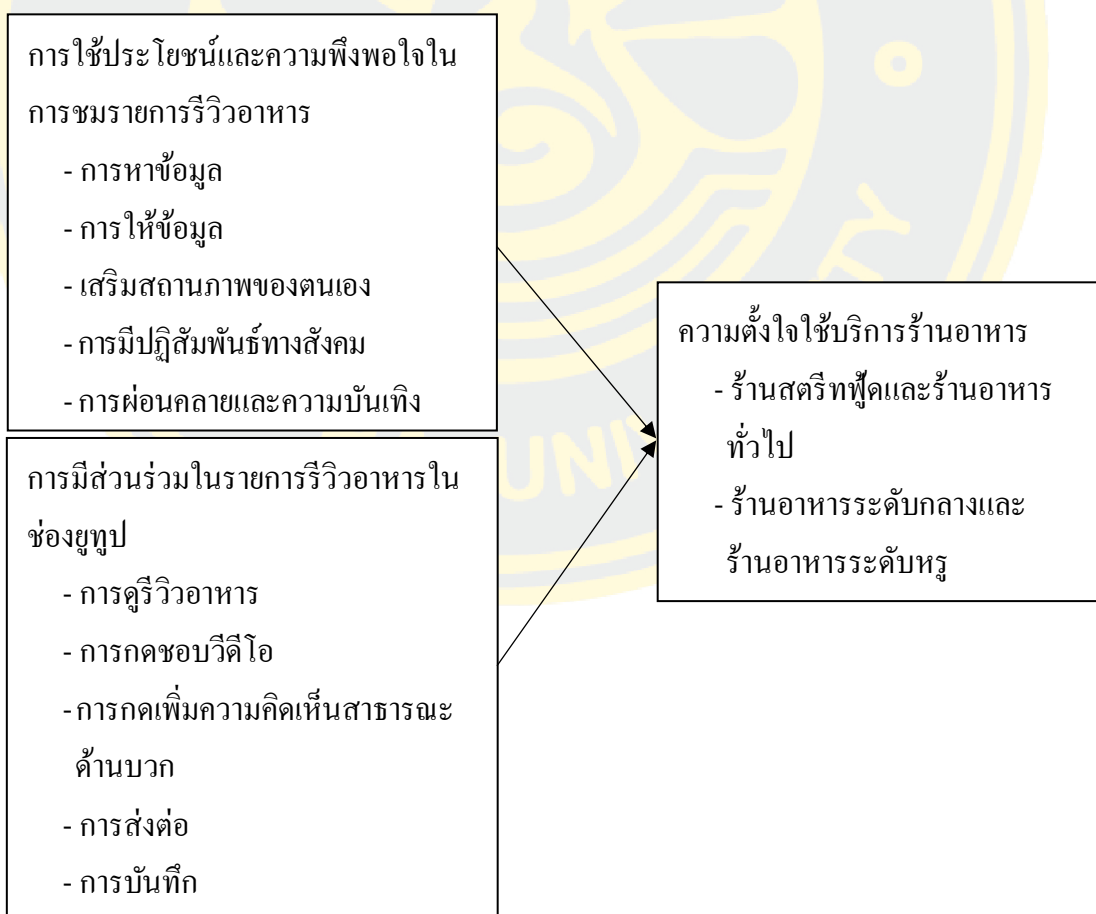 การใช้ประโยชน์และความพึงพอใจใน
การชมรายการรีวิวอาหาร
- การหาข้อมูล
- การให้ข้อมูล
- เสริมสถานภาพของตนเอง
- การมีปฏิสัมพันธ์ทางสังคม
- การผ่อนคลายและความบันเทิง
การมีส่วนร่วมในรายการรีวิวอาหารใน
ช่องยูทูป
- การดูรีวิวอาหาร
- การกดชอบวีดีโอ
- การกดเพิ่มความคิดเห็นสาธารณะ
ด้านบวก
- การส่งต่อ
- การบันทึก
ความตั้งใจใช้บริการร้านอาหาร
- ร้านสตรีทฟู้ดและร้านอาหาร
ทั่วไป
- ร้านอาหารระดับกลางและ
ร้านอาหารระดับหรู